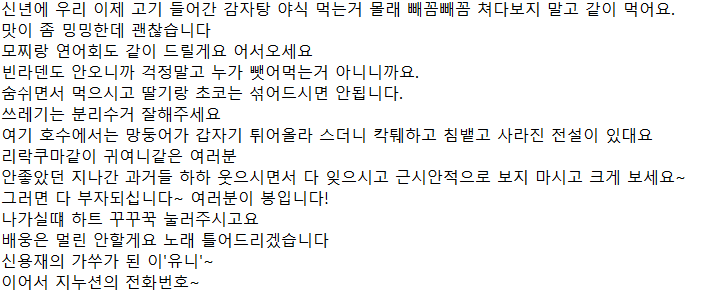 신년에 우리 이제 고기 들어간 감자탕 야식 먹는거 몰래 빼꼼빼꼼 쳐다보지 말고 같이 먹어요.
맛이 좀 밍밍한데 괜찮습니다
모찌랑 연어회도 같이 드릴게요 어서오세요
빈라덴도 안오니까 걱정말고 누가 뺏어먹는거 아니니까요.
숨쉬면서 먹으시고 딸기랑 초코는 섞어드시면 안됩니다.
쓰레기는 분리수거 잘해주세요
여기 호수에서는 망둥어가 갑자기 튀어올라 스더니 칵퉤하고 침뱉고 사라진 전설이 있대요
리락쿠마같이 귀여니같은 여러분
안좋았던 지나간 과거들 하하 웃으시면서 다 잊으시고 근시안적으로 보지 마시고 크게 보세요~
그러면 다 부자되십니다~ 여러분이 봉입니다!
나가실떄 하트 꾸꾸꾹 눌러주시고요
배웅은 멀린 안할게요 노래 틀어드리겠습니다
신용재의 가쑤가 된 이'유니'~
이어서 지누션의 전화번호~